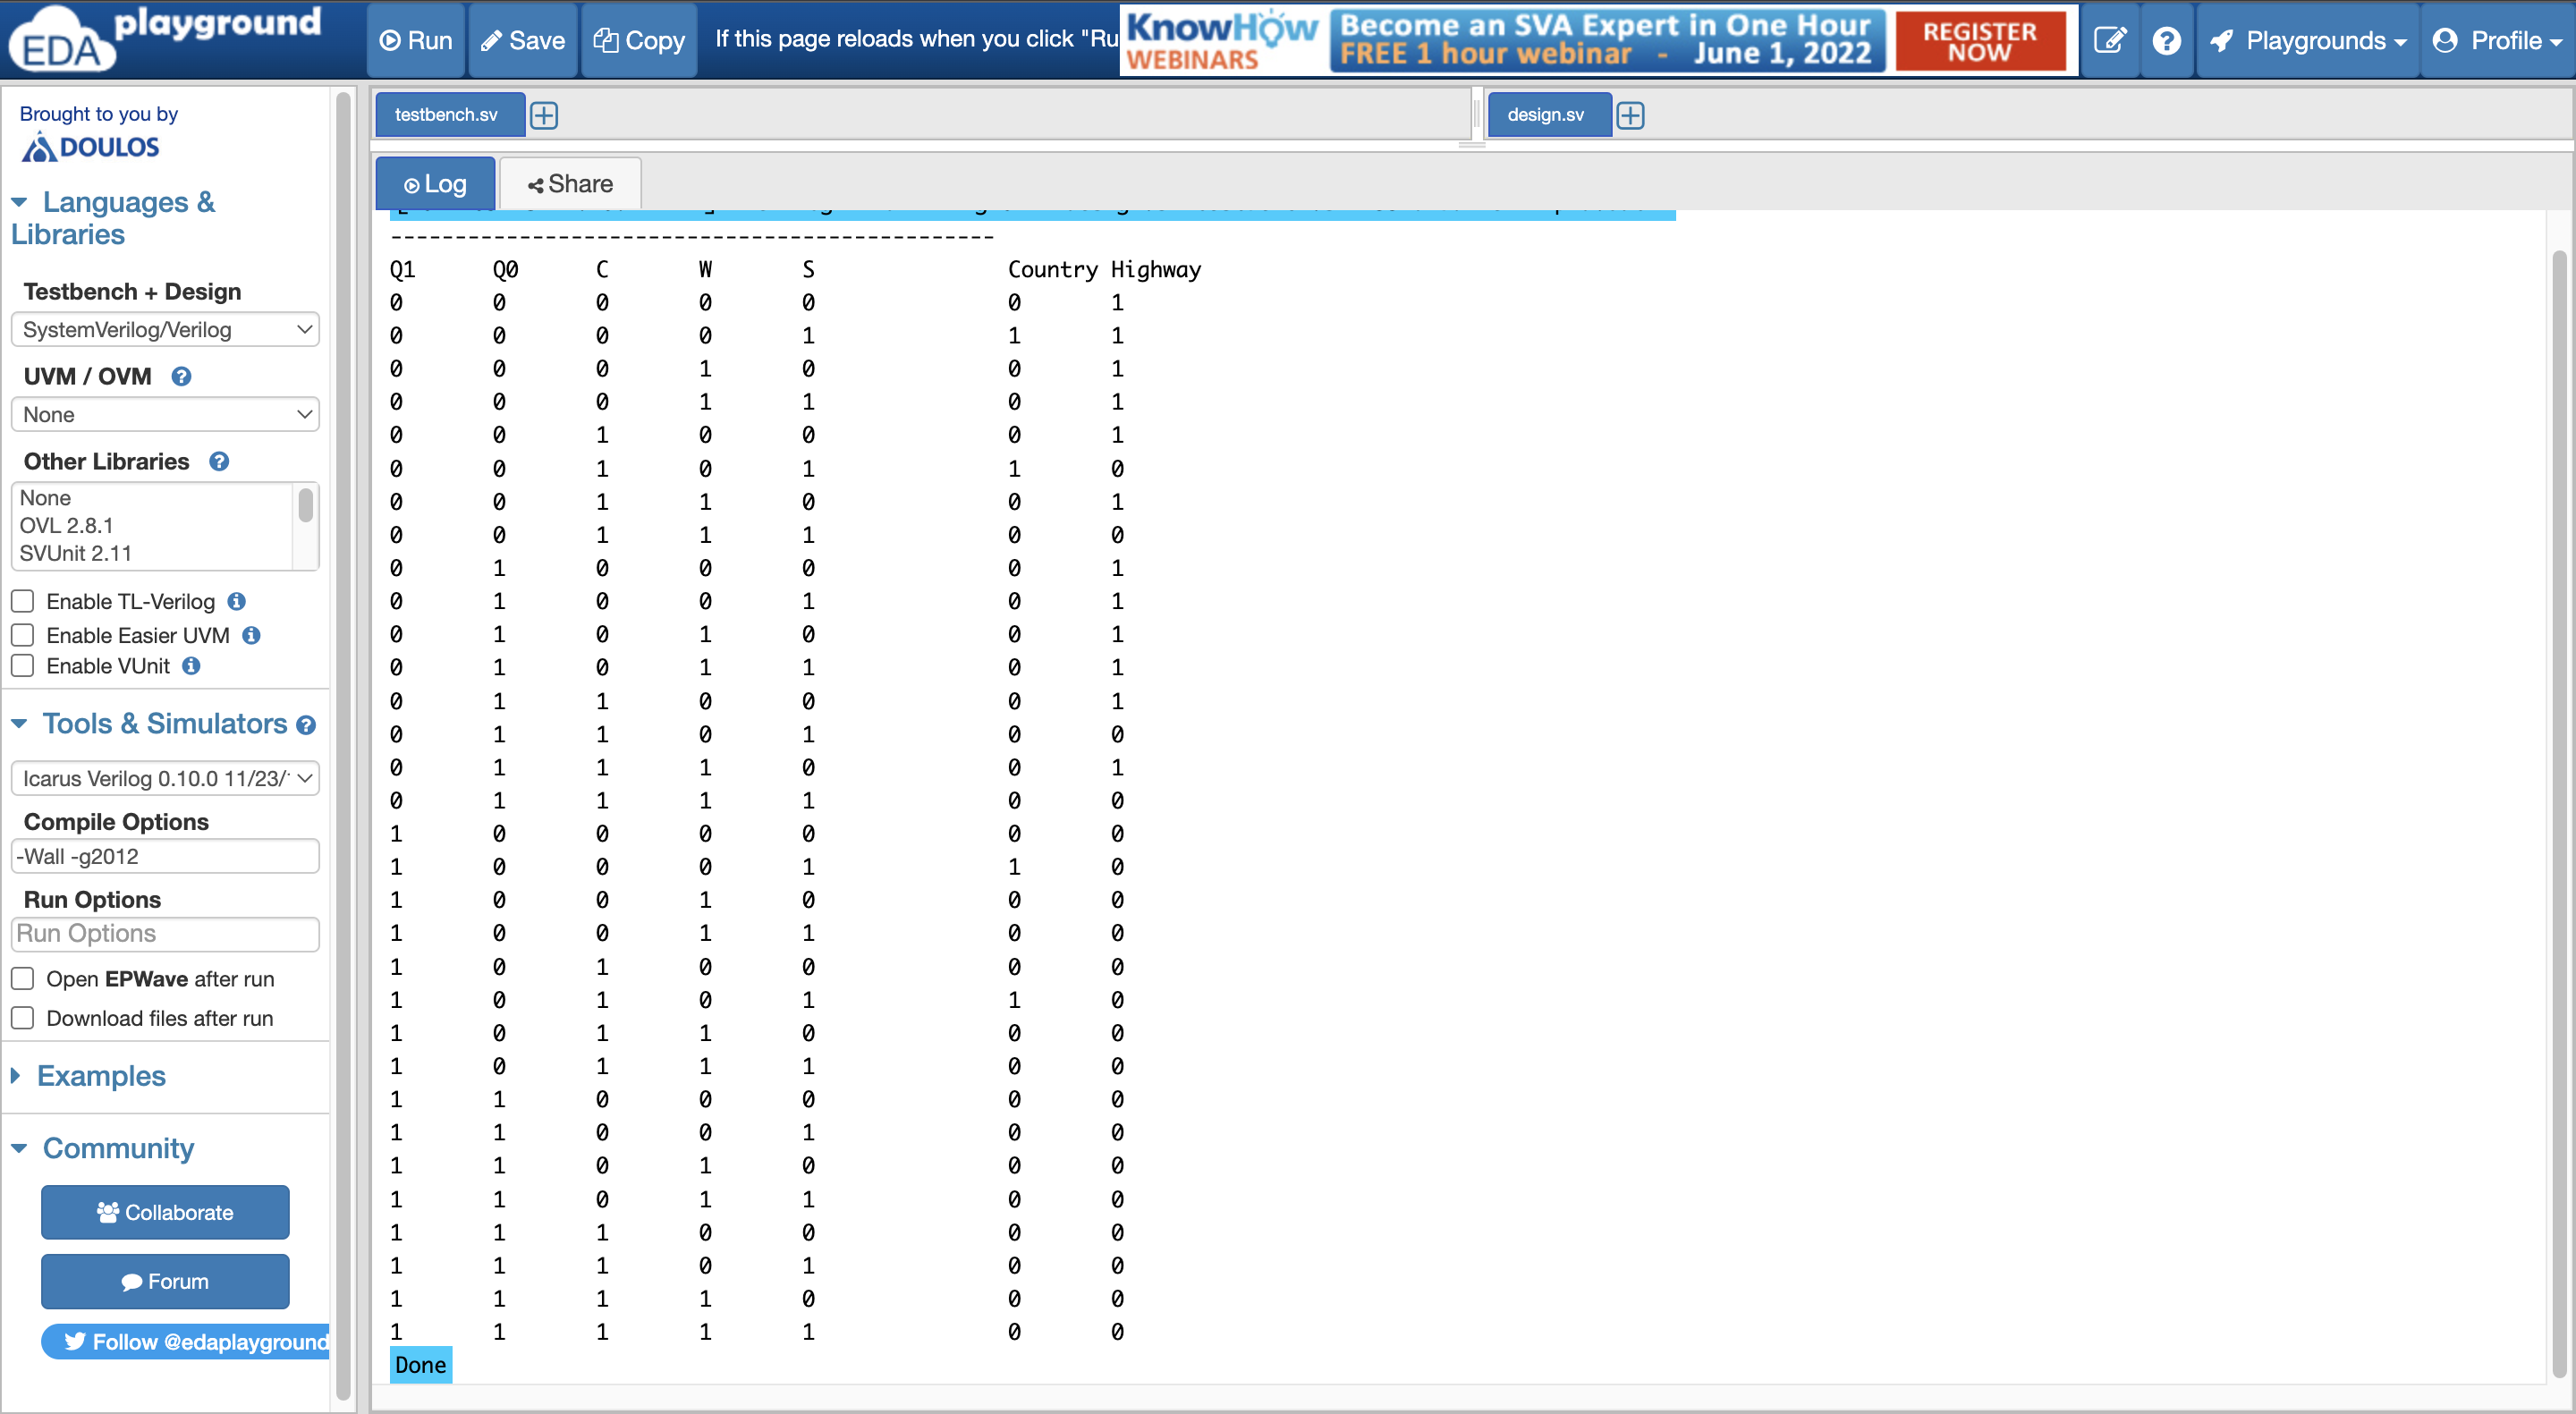 EDA playground
Run
Save
Copy
If this page reloads when you click "Ru
KnowHow WEBINARS
Become an SVA Expert in One Hour
FREE 1 hour webinar - June 1, 2022
REGISTER NOW
Playgrounds
Profile
Brought to you by
DOULOS
Languages & Libraries
Testbench + Design
SystemVerilog/Verilog
UVM / OVM
None
Other Libraries
None
OVL 2.8.1
SVUnit 2.11
Enable TL-Verilog
Enable Easier UVM
Enable VUnit
Tools & Simulators
Icarus Verilog 0.10.0 11/23/
Compile Options
-Wall -g2012
Run Options
Run Options
Open EPWave after run
Download files after run
Examples
Community
Collaborate
Forum
Follow @edaplayground
testbench.sv
design.sv
Log
Share
-----------------------------------------------
Q1 Q0 C W S Country Highway
0 0 0 0 0 0 1
0 0 0 0 1 1 1
0 0 0 1 0 0 1
0 0 0 1 1 0 1
0 0 1 0 0 0 1
0 0 1 0 1 1 0
0 0 1 1 0 0 1
0 0 1 1 1 0 0
0 1 0 0 0 0 1
0 1 0 0 1 0 1
0 1 0 1 0 0 1
0 1 0 1 1 0 1
0 1 1 0 0 0 1
0 1 1 0 1 0 0
0 1 1 1 0 0 1
0 1 1 1 1 0 0
1 0 0 0 0 0 0
1 0 0 0 1 1 0
1 0 0 1 0 0 0
1 0 0 1 1 0 0
1 0 1 0 0 0 0
1 0 1 0 1 1 0
1 0 1 1 0 0 0
1 0 1 1 1 0 0
1 1 0 0 0 0 0
1 1 0 0 1 0 0
1 1 0 1 0 0 0
1 1 0 1 1 0 0
1 1 1 0 0 0 0
1 1 1 0 1 0 0
1 1 1 1 0 0 0
1 1 1 1 1 0 0
Done